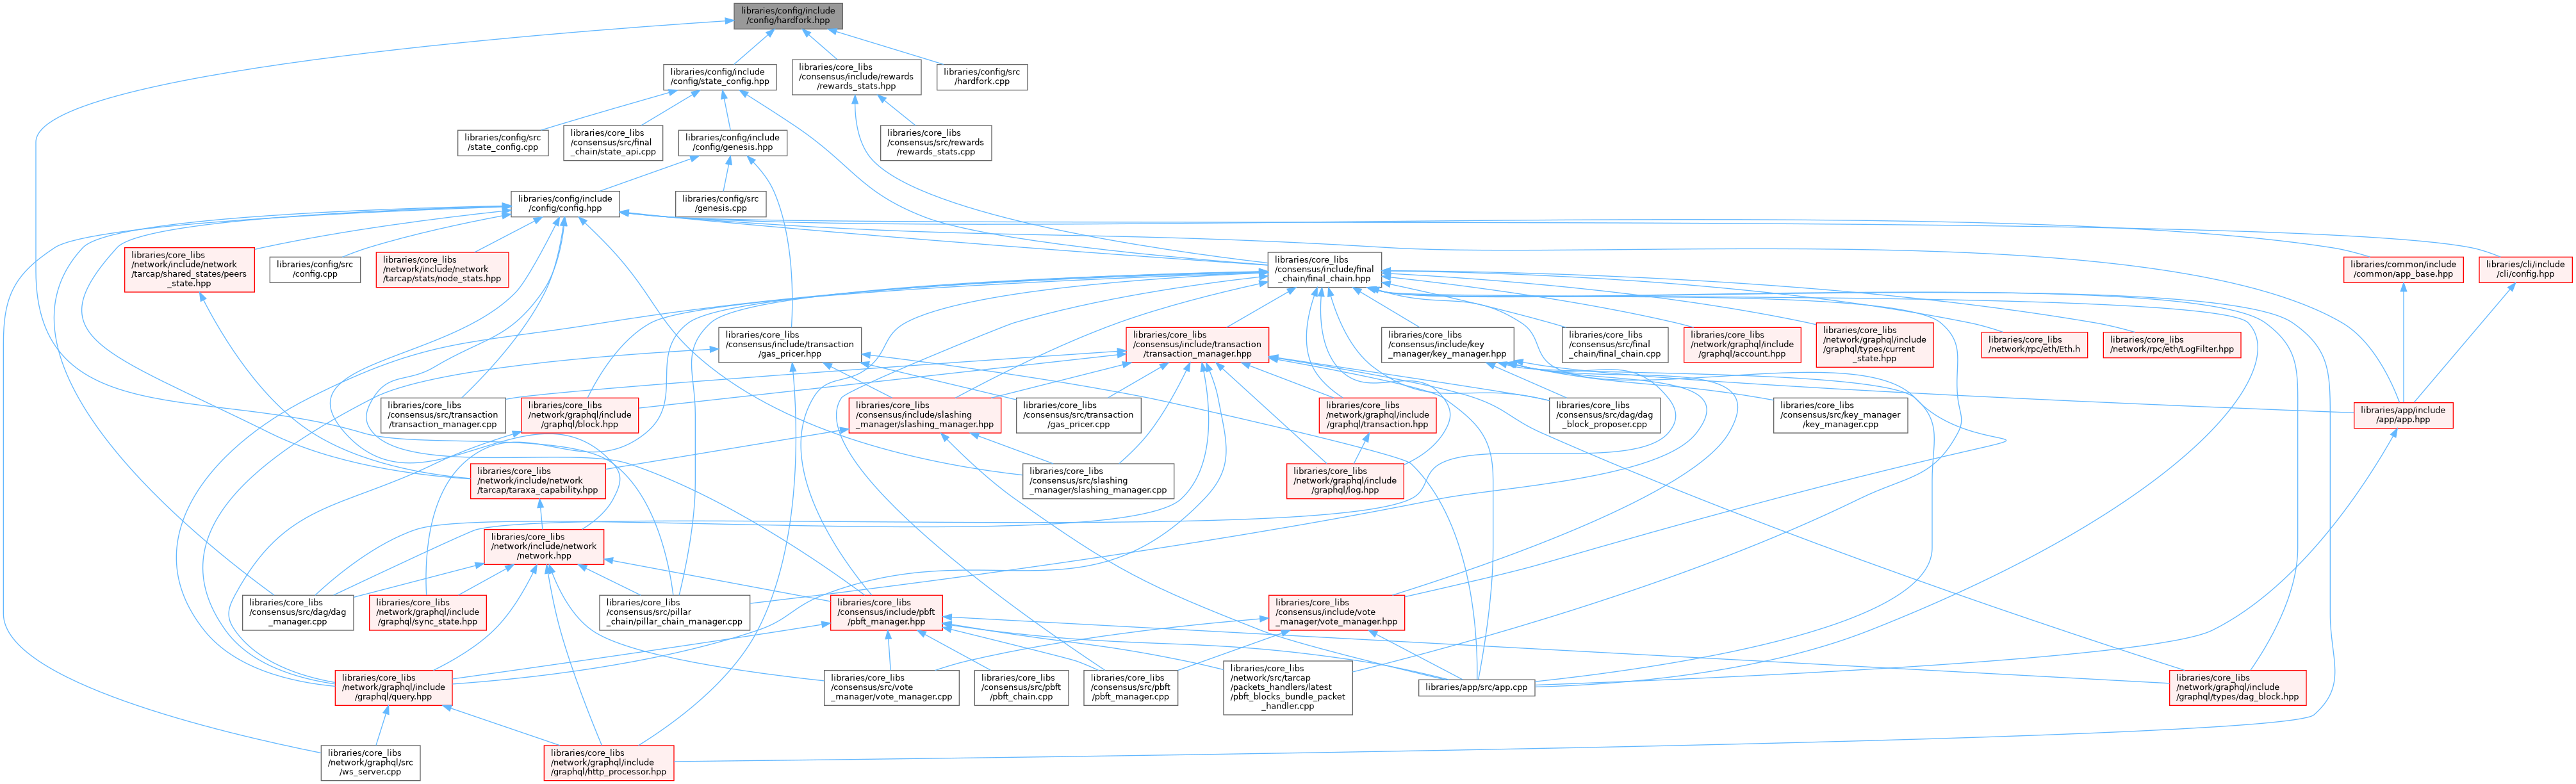 libraries/config/include
/config/hardfork.hpp
libraries/config/include
/config/state_config.hpp
libraries/core_libs
/consensus/include/rewards
/rewards_stats.hpp
libraries/config/src
/hardfork.cpp
libraries/config/src
/state_config.cpp
libraries/core_libs
/consensus/src/final
_chain/state_api.cpp
libraries/config/include
/config/genesis.hpp
libraries/core_libs
/consensus/src/rewards
/rewards_stats.cpp
libraries/config/include
/config/config.hpp
libraries/config/src
/genesis.cpp
libraries/core_libs
/network/include/network
/tarcap/shared_states/peers
_state.hpp
libraries/config/src
/config.cpp
libraries/core_libs
/network/include/network
/tarcap/stats/node_stats.hpp
libraries/core_libs
/consensus/include/final
_chain/final_chain.hpp
libraries/common/include
/common/app_base.hpp
libraries/cli/include
/cli/config.hpp
libraries/core_libs
/consensus/include/transaction
/gas_pricer.hpp
libraries/core_libs
/consensus/include/transaction
/transaction_manager.hpp
libraries/core_libs
/consensus/include/key
_manager/key_manager.hpp
libraries/core_libs
/consensus/src/final
_chain/final_chain.cpp
libraries/core_libs
/network/graphql/include
/graphql/account.hpp
libraries/core_libs
/network/graphql/include
/graphql/types/current
_state.hpp
libraries/core_libs
/network/rpc/eth/Eth.h
libraries/core_libs
/network/rpc/eth/LogFilter.hpp
libraries/core_libs
/consensus/src/transaction
/transaction_manager.cpp
libraries/core_libs
/network/graphql/include
/graphql/block.hpp
libraries/core_libs
/consensus/include/slashing
_manager/slashing_manager.hpp
libraries/core_libs
/consensus/src/transaction
/gas_pricer.cpp
libraries/core_libs
/network/graphql/include
/graphql/transaction.hpp
libraries/core_libs
/consensus/src/dag/dag
_block_proposer.cpp
libraries/core_libs
/consensus/src/key_manager
/key_manager.cpp
libraries/app/include
/app/app.hpp
libraries/core_libs
/network/include/network
/tarcap/taraxa_capability.hpp
libraries/core_libs
/consensus/src/slashing
_manager/slashing_manager.cpp
libraries/core_libs
/network/graphql/include
/graphql/log.hpp
libraries/core_libs
/network/include/network
/network.hpp
libraries/core_libs
/consensus/src/dag/dag
_manager.cpp
libraries/core_libs
/network/graphql/include
/graphql/sync_state.hpp
libraries/core_libs
/consensus/src/pillar
_chain/pillar_chain_manager.cpp
libraries/core_libs
/consensus/include/pbft
/pbft_manager.hpp
libraries/core_libs
/consensus/include/vote
_manager/vote_manager.hpp
libraries/core_libs
/network/graphql/include
/graphql/query.hpp
libraries/core_libs
/consensus/src/vote
_manager/vote_manager.cpp
libraries/core_libs
/consensus/src/pbft
/pbft_chain.cpp
libraries/core_libs
/consensus/src/pbft
/pbft_manager.cpp
libraries/core_libs
/network/src/tarcap
/packets_handlers/latest
/pbft_blocks_bundle_packet
_handler.cpp
libraries/app/src/app.cpp
libraries/core_libs
/network/graphql/include
/graphql/types/dag_block.hpp
libraries/core_libs
/network/graphql/src
/ws_server.cpp
libraries/core_libs
/network/graphql/include
/graphql/http_processor.hpp